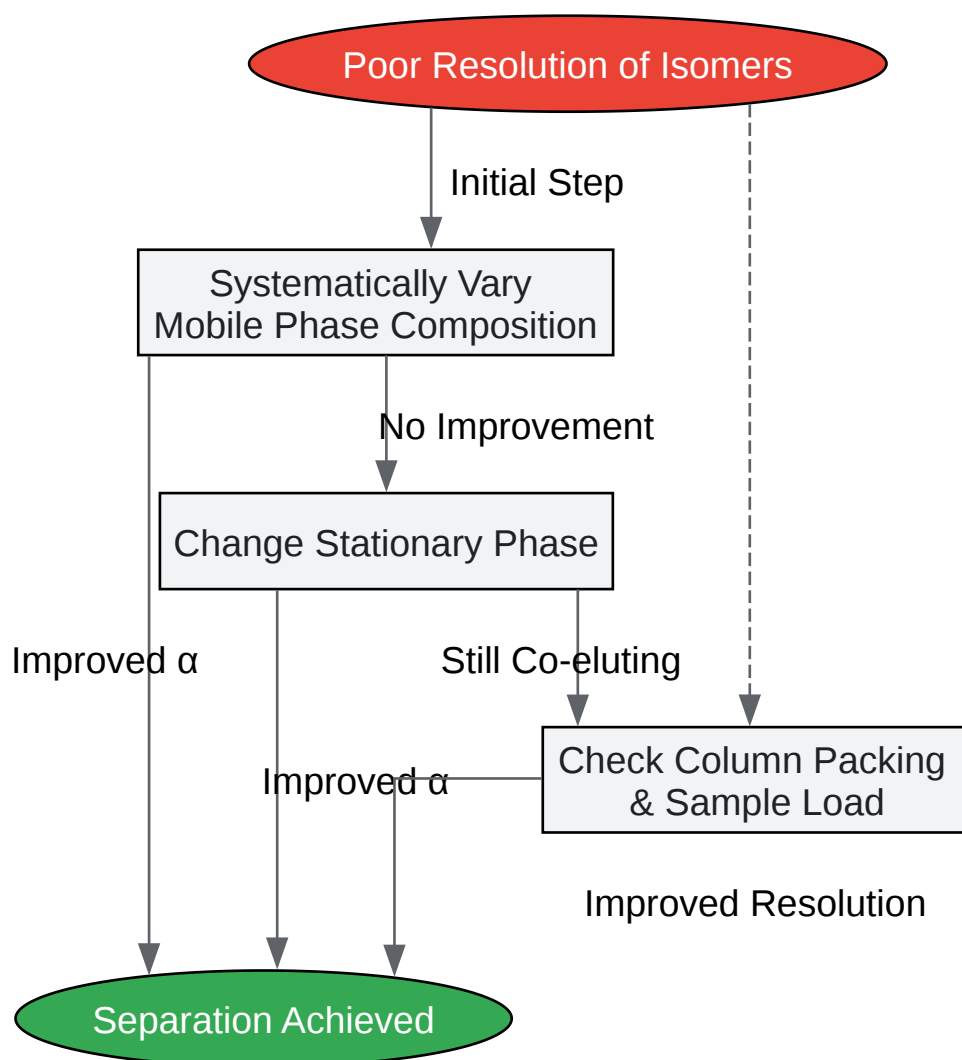 Poor Resolution of Isomers
Initial Step
Systematically Vary
Mobile Phase Composition
No Improvement
Change Stationary Phase
Improved α
Still Co-eluting
Improved α
Check Column Packing
& Sample Load
Improved Resolution
Separation Achieved